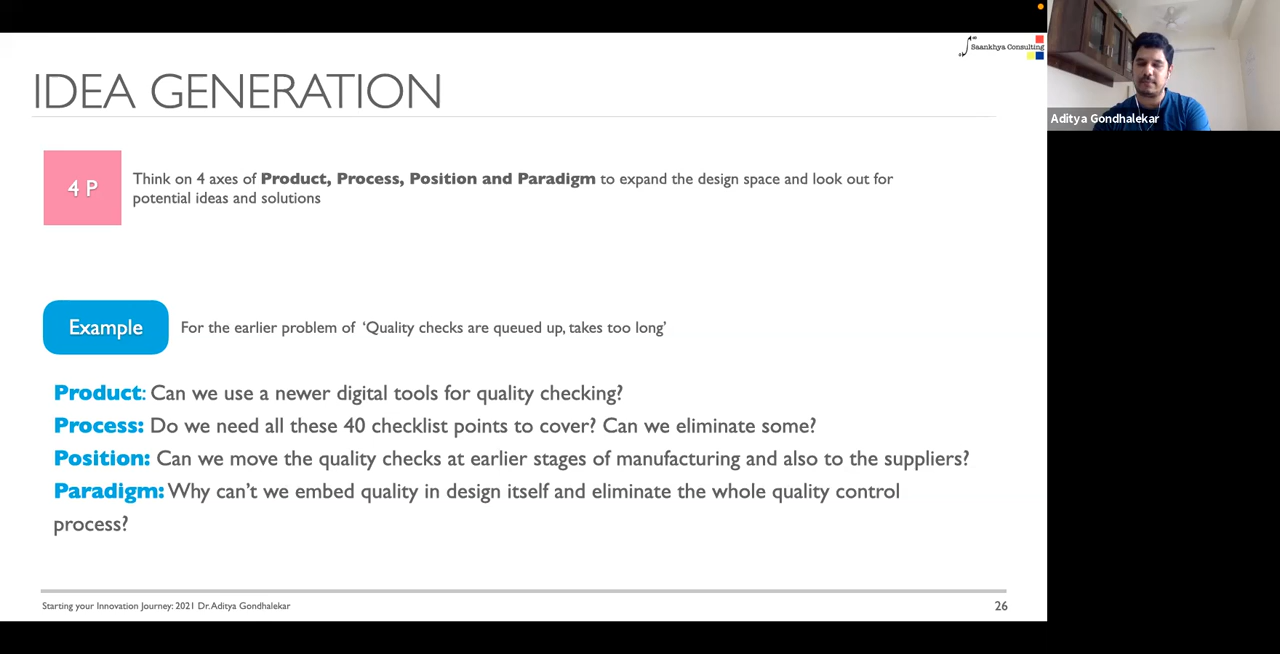 Saankhya Consulting
IDEA GENERATION
4 P
Think on 4 axes of Product, Process, Position and Paradigm to expand the design space and look out for
potential ideas and solutions
Example
For the earlier problem of ‘Quality checks are queued up, takes too long’
Product: Can we use a newer digital tools for quality checking?
Process: Do we need all these 40 checklist points to cover? Can we eliminate some?
Position: Can we move the quality checks at earlier stages of manufacturing and also to the suppliers?
Paradigm: Why can’t we embed quality in design itself and eliminate the whole quality control
process?
Starting your Innovation Journey: 2021 Dr. Aditya Gondhalekar
26
Aditya Gondhalekar